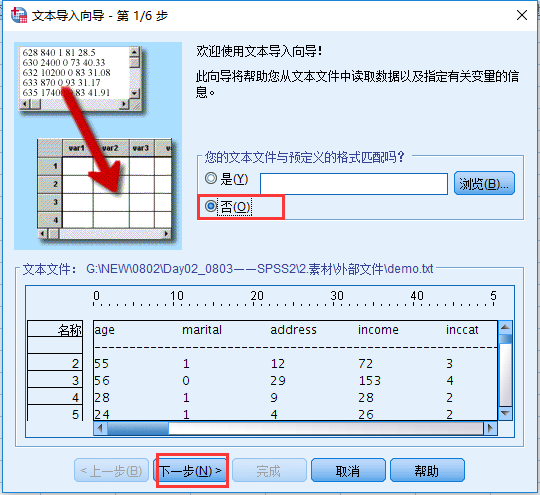 文本导入向导 - 第 1/6 步
628 840 1 81 28.5
630 2400 0 73 40.33
632 10200 0 83 31.08
633 870 0 93 31.17
635 17400 0 83 41.91
var1 var2 var3
1
2
3
4
欢迎使用文本导入向导!
此向导将帮助您从文本文件中读取数据以及指定有关变量的信
息。
您的文本文件与预定义的格式匹配吗?
是(Y)
浏览(B)...
否(O)
文本文件: G:\NEW\0802\Day02_0803——SPSS2\2.素材\外部文件\demo.txt
0 10 20 30 40 5
名称 age marital address income inccat
2 55 1 12 72 3
3 56 0 29 153 4
4 28 1 9 28 2
5 24 1 4 26 2
<上一步(B) 下一步(N) > 完成 取消 帮助